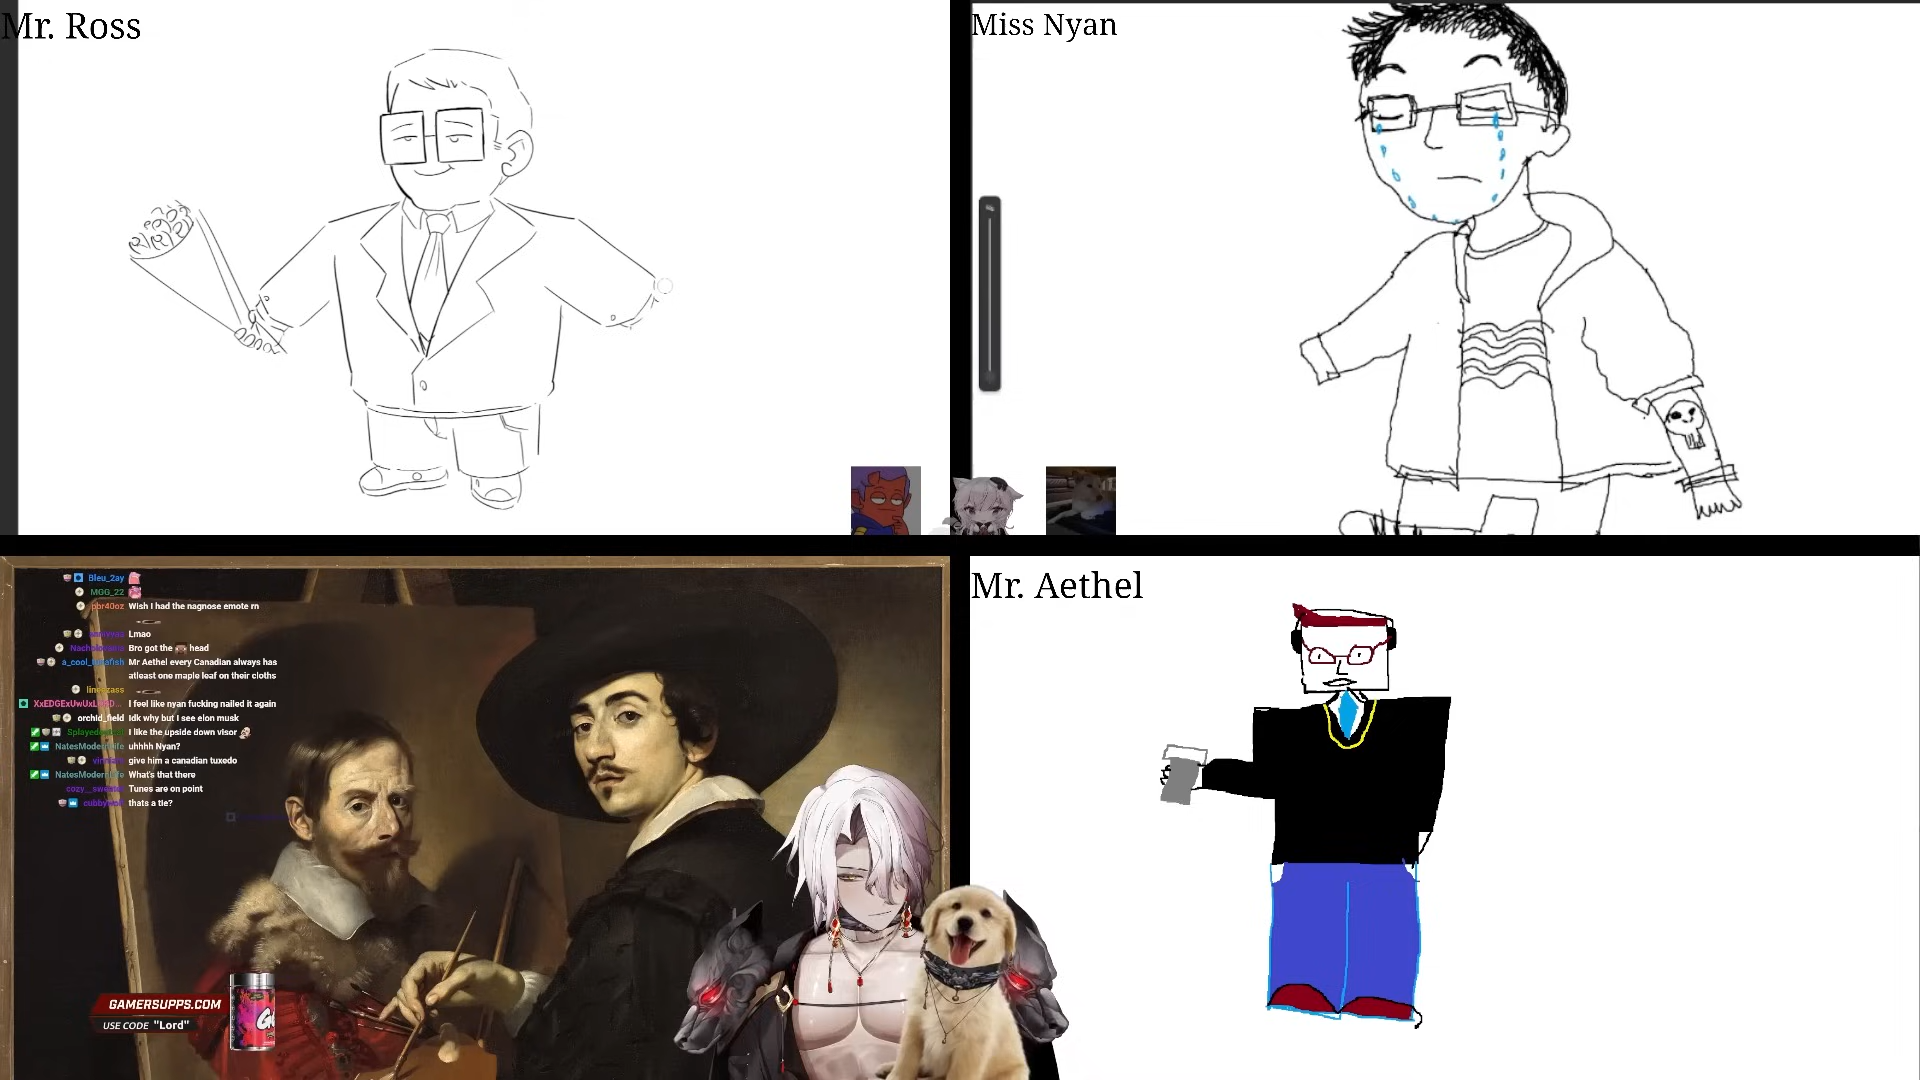 Mr. Ross
Miss Nyan
Bleu_2ay
MGG_22
pbr40oz Wish I had the nagnose emote rn
Lmao
Bro got the head
Mr Aethel every Canadian always has
atleast one maple leaf on their cloths
I feel like nyan fucking nailed it again
orchid_field Idk why but I see elon musk
I like the upside down visor
uhhhh Nyan?
give him a canadian tuxedo
What's that there
Tunes are on point
thats a tie?
GAMERSUPPS.COM
USE CODE "Lord"
Mr. Aethel